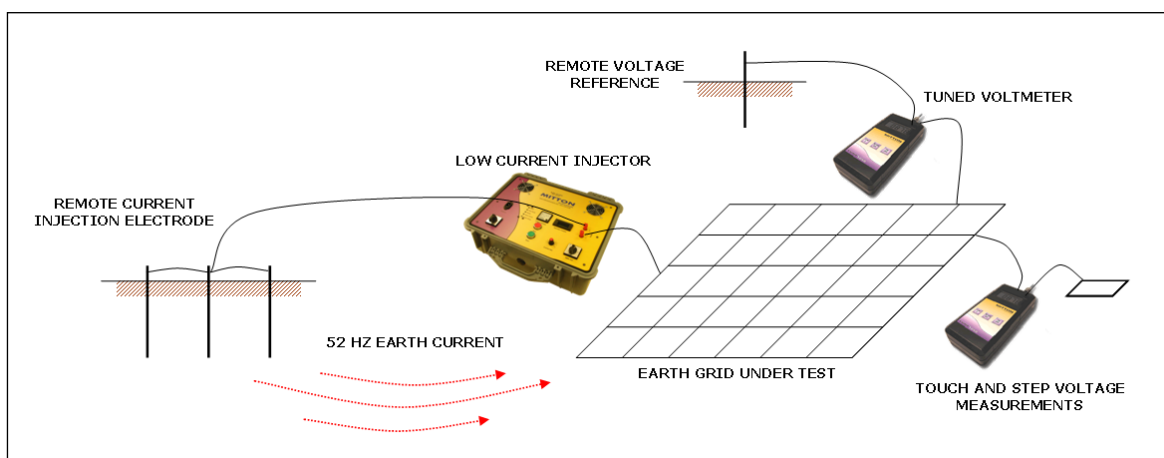 REMOTE VOLTAGE
REFERENCE
TUNED VOLTMETER
LOW CURRENT INJECTOR
REMOTE CURRENT
INJECTION ELECTRODE
MITTON
52 HZ EARTH CURRENT
EARTH GRID UNDER TEST
TOUCH AND STEP VOLTAGE
MEASUREMENTS